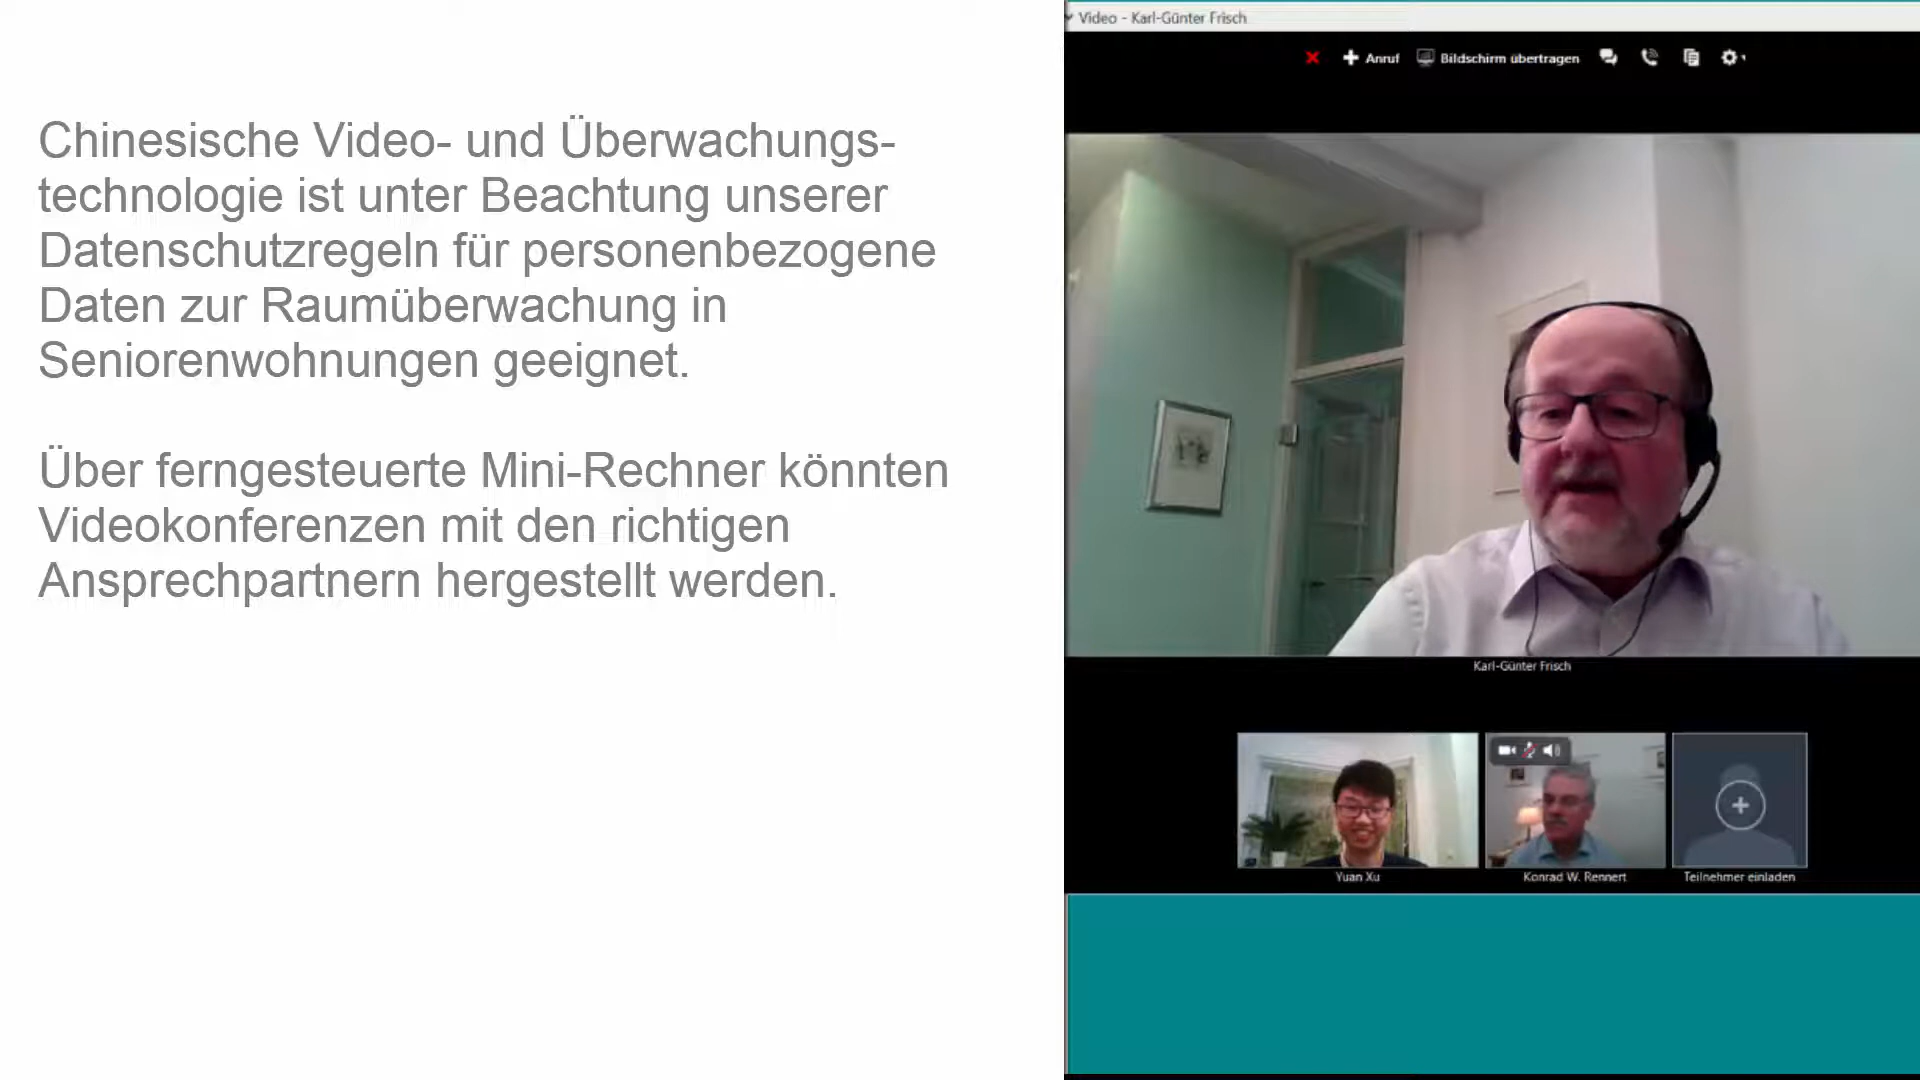 Chinesische Video- und Überwachungs-
technologie ist unter Beachtung unserer
Datenschutzregeln für personenbezogene
Daten zur Raumüberwachung in
Seniorenwohnungen geeignet.
Über ferngesteuerte Mini-Rechner könnten
Videokonferenzen mit den richtigen
Ansprechpartnern hergestellt werden.
Video - Karl-Günter Frisch
Anruf Bildschirm übertragen
Karl-Günter Frisch
Yuan Xu Konrad W. Rennert Teilnehmer einladen